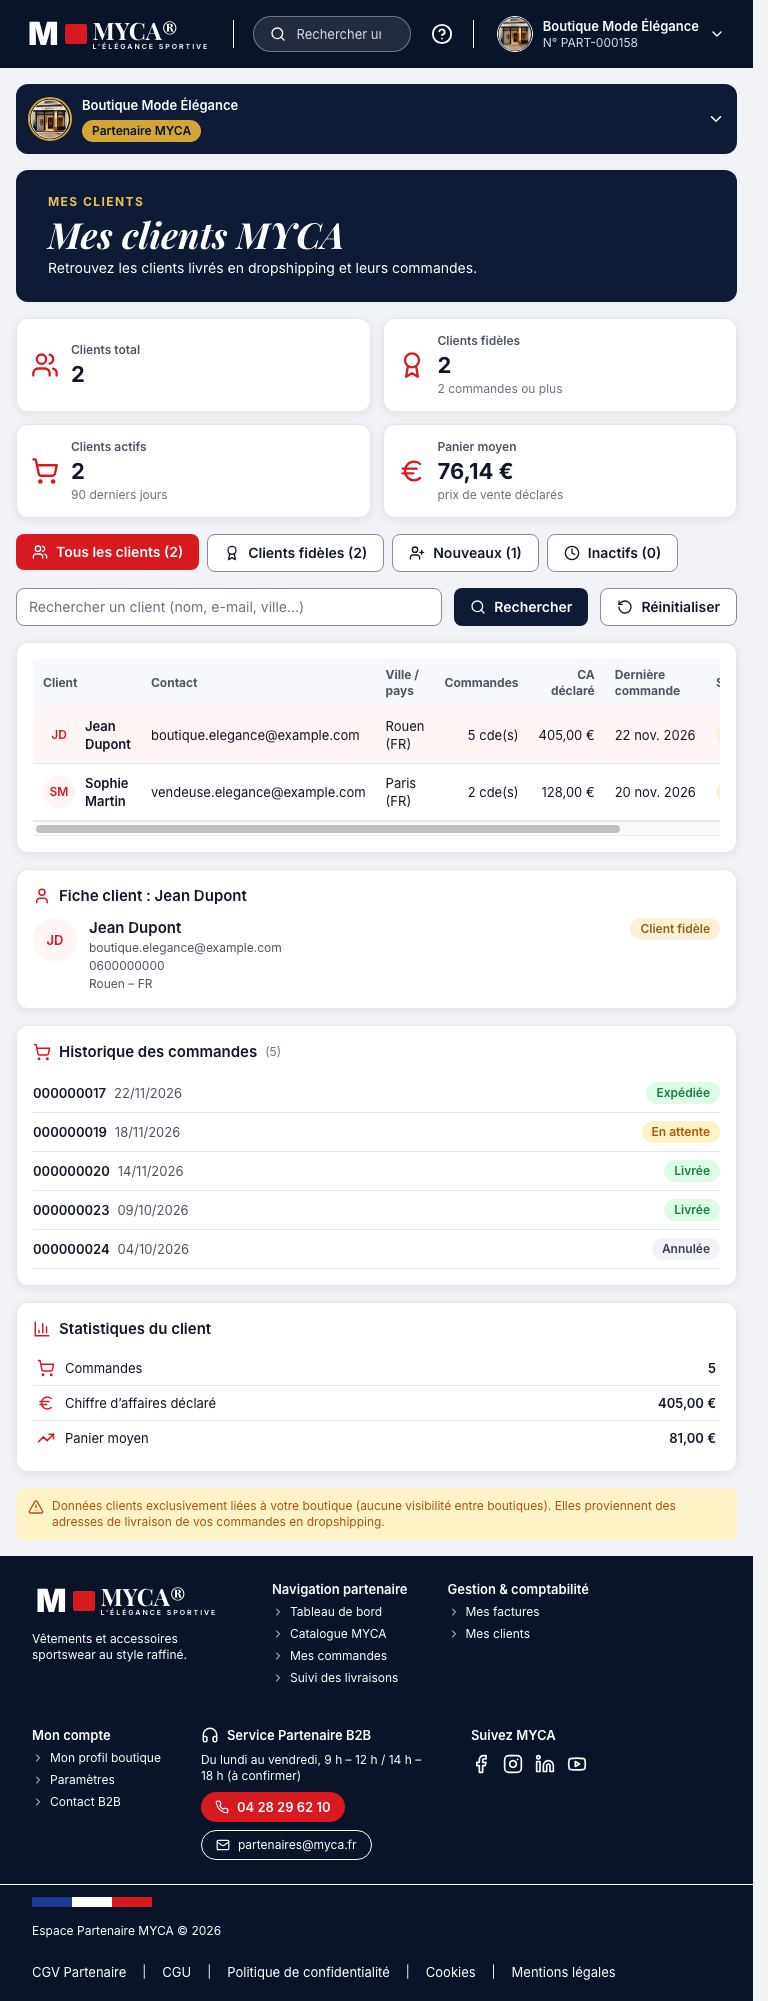 M MYCA®
L'ÉLÉGANCE SPORTIVE
Rechercher ur
Boutique Mode Élégance
N° PART-000158
Boutique Mode Élégance
Partenaire MYCA
MES CLIENTS
Mes clients MYCA
Retrouvez les clients livrés en dropshipping et leurs commandes.
Clients total
2
Clients fidèles
2
2 commandes ou plus
Clients actifs
2
90 derniers jours
Panier moyen
76,14 €
prix de vente déclarés
Tous les clients (2)
Clients fidèles (2)
Nouveaux (1)
Inactifs (0)
Rechercher un client (nom, e-mail, ville...)
Rechercher
Réinitialiser
Client
Contact
Ville /
pays
Commandes
CA
déclaré
Dernière
commande
JD
Jean
Dupont
boutique.elegance@example.com
Rouen
(FR)
5 cde(s)
405,00 €
22 nov. 2026
SM
Sophie
Martin
vendeuse.elegance@example.com
Paris
(FR)
2 cde(s)
128,00 €
20 nov. 2026
Fiche client : Jean Dupont
JD
Jean Dupont
Client fidèle
boutique.elegance@example.com
0600000000
Rouen – FR
Historique des commandes (5)
000000017 22/11/2026 Expédiée
000000019 18/11/2026 En attente
000000020 14/11/2026 Livrée
000000023 09/10/2026 Livrée
000000024 04/10/2026 Annulée
Statistiques du client
Commandes 5
Chiffre d’affaires déclaré 405,00 €
Panier moyen 81,00 €
Données clients exclusivement liées à votre boutique (aucune visibilité entre boutiques). Elles proviennent des
adresses de livraison de vos commandes en dropshipping.
M MYCA®
L'ÉLÉGANCE SPORTIVE
Vêtements et accessoires
sportswear au style raffiné.
Navigation partenaire
Tableau de bord
Catalogue MYCA
Mes commandes
Suivi des livraisons
Gestion & comptabilité
Mes factures
Mes clients
Mon compte
Mon profil boutique
Paramètres
Contact B2B
Service Partenaire B2B
Du lundi au vendredi, 9 h – 12 h / 14 h –
18 h (à confirmer)
04 28 29 62 10
partenaires@myca.fr
Suivez MYCA
Espace Partenaire MYCA © 2026
CGV Partenaire | CGU | Politique de confidentialité | Cookies | Mentions légales